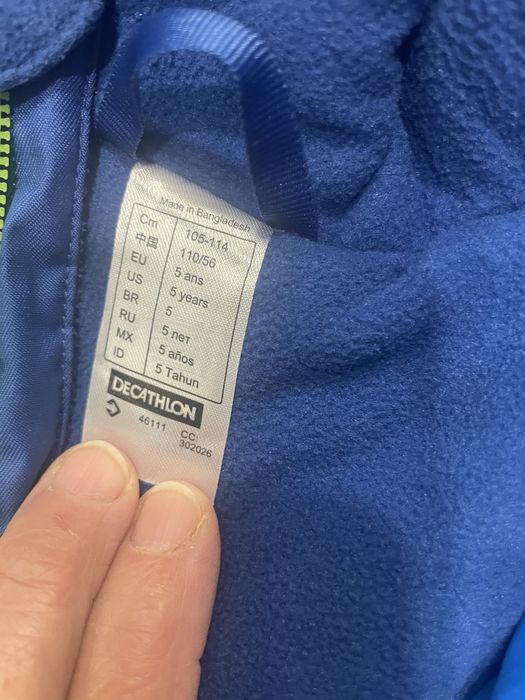 Made in Bangladesh
Cm 105-114
中国 110/56
EU 5 ans
US 5 years
BR 5
RU 5 лет
MX 5 años
ID 5 Tahun
DECATHLON
46111 CC:
302026